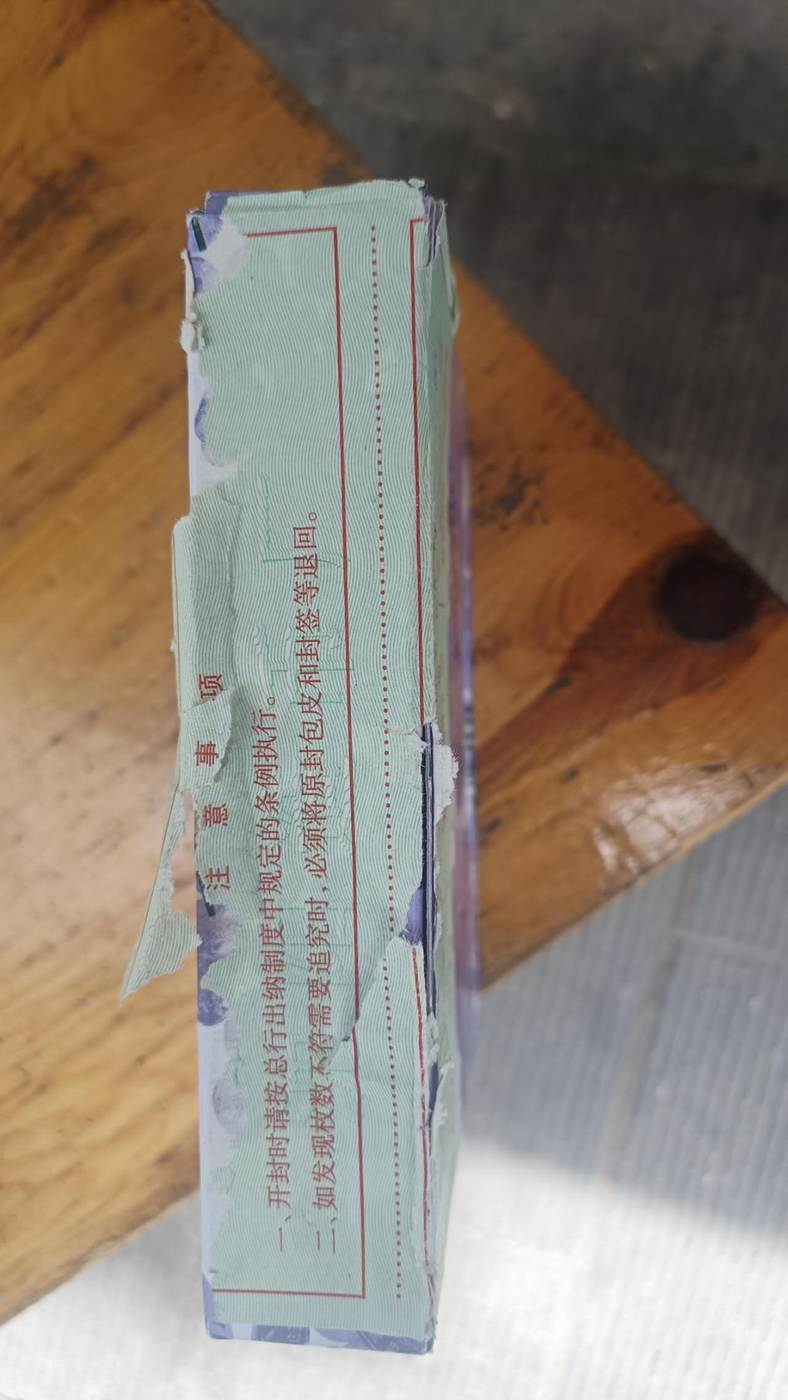 注意事项
一、开封时请按总行出纳制度中规定的条例执行。
二、如发现枚数不符需要追究时,必须将原封包皮和封签等退回。